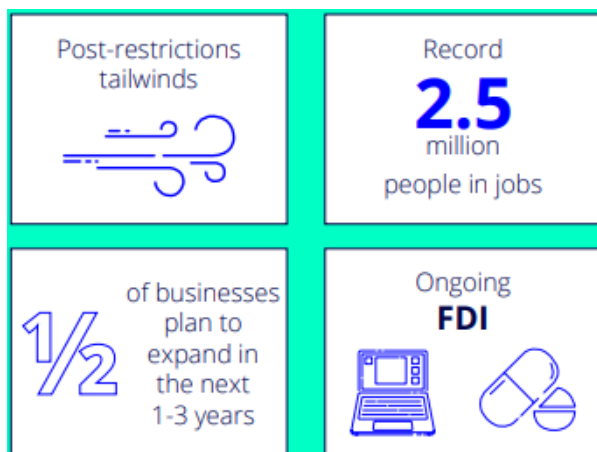 Post-restrictions
tailwinds
Record
2.5
million
people in jobs
1/2
of businesses
plan to
expand in
the next
1-3 years
Ongoing
FDI